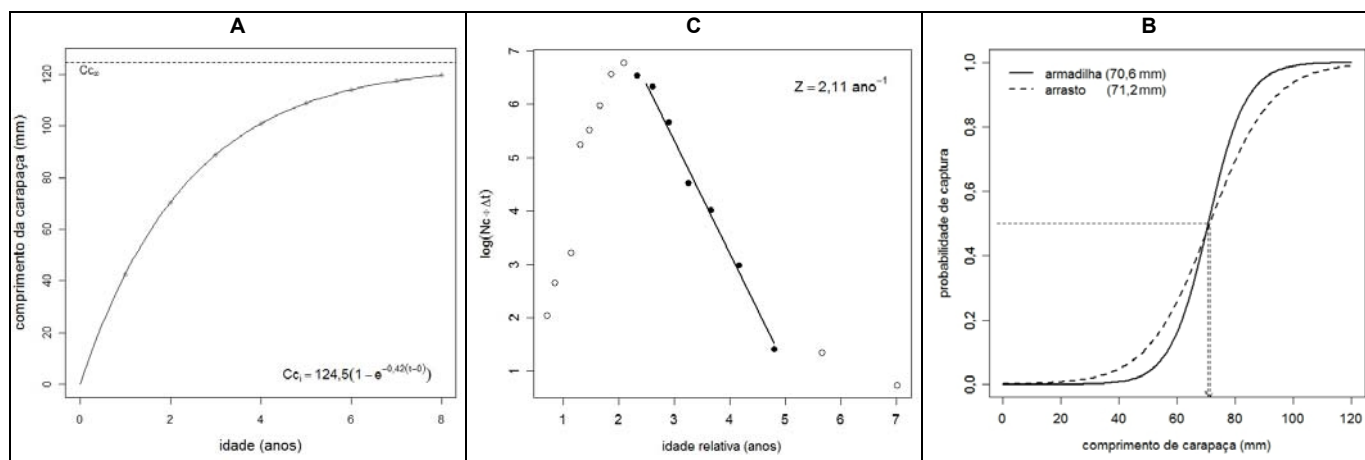 A
comprimento da carapaça (mm)
120
100
80
60
40
20
0
Cc∞
Cct = 124,5(1 − e^−0,42(t−0))
0 2 4 6 8
idade (anos)
C
log(Nc÷Δt)
7
6
5
4
3
2
1
Z = 2,11 ano^−1
1 2 3 4 5 6 7
idade relativa (anos)
B
probabilidade de captura
1,0
0,8
0,6
0,4
0,2
0,0
armadilha (70,6 mm)
arrasto (71,2 mm)
0 20 40 60 80 100 120
comprimento de carapaça (mm)